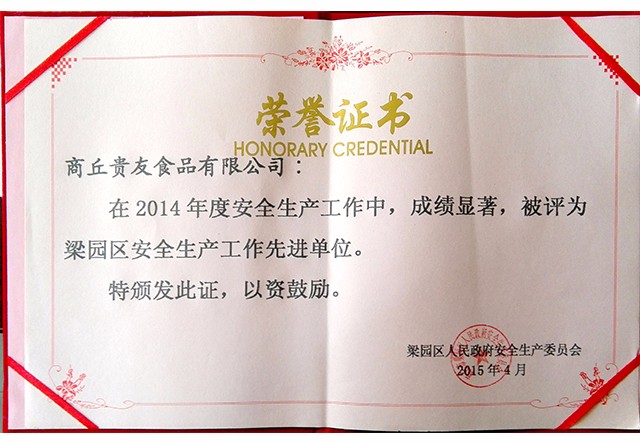 荣誉证书
HONORARY CREDENTIAL
商丘贵友食品有限公司：
在2014年度安全生产工作中，成绩显著，被评为
梁园区安全生产工作先进单位。
特颁发此证，以资鼓励。
梁园区人民政府安全生产委员会
2015年4月